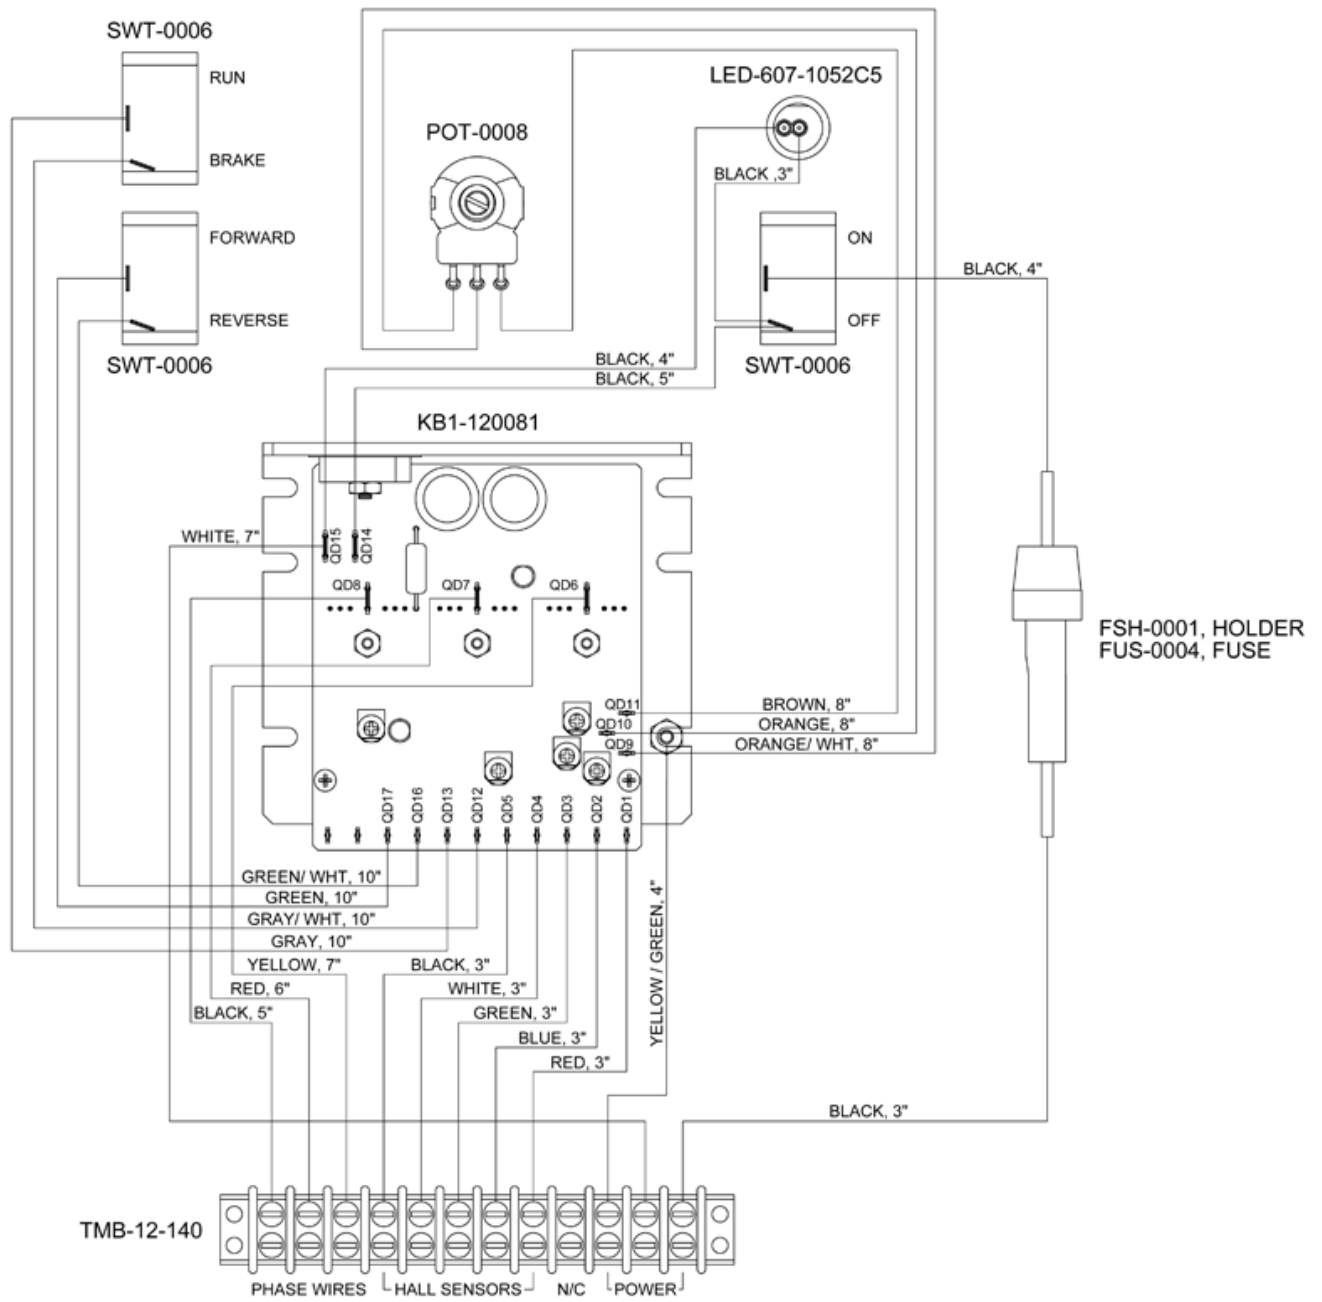 SWT-0006
RUN
BRAKE
FORWARD
REVERSE
SWT-0006
POT-0008
LED-607-1052C5
BLACK ,3"
ON
OFF
SWT-0006
BLACK, 4"
BLACK, 4"
BLACK, 5"
KB1-120081
WHITE, 7"
QD15
QD14
QD8
QD7
QD6
FSH-0001, HOLDER
FUS-0004, FUSE
QD11
BROWN, 8"
QD10
ORANGE, 8"
QD9
ORANGE/ WHT, 8"
QD17
QD16
QD13
QD12
QD5
QD4
QD3
QD2
QD1
GREEN/ WHT, 10"
GREEN, 10"
GRAY/ WHT, 10"
GRAY, 10"
YELLOW, 7"
RED, 6"
BLACK, 5"
BLACK, 3"
WHITE, 3"
GREEN, 3"
BLUE, 3"
RED, 3"
YELLOW / GREEN, 4"
BLACK, 3"
TMB-12-140
PHASE WIRES
HALL SENSORS
N/C
POWER